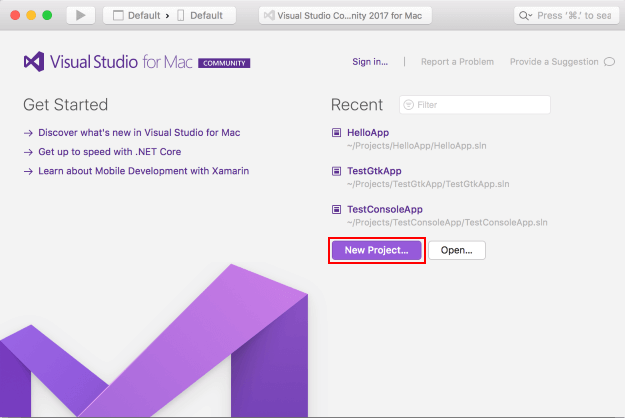 Default › Default
Visual Studio Co...nity 2017 for Mac
Press '⌘.' to sea
Visual Studio for Mac COMMUNITY
Sign in...
Report a Problem
Provide a Suggestion
Get Started
Discover what's new in Visual Studio for Mac
Get up to speed with .NET Core
Learn about Mobile Development with Xamarin
Recent
Filter
HelloApp
~/Projects/HelloApp/HelloApp.sln
TestGtkApp
~/Projects/TestGtkApp/TestGtkApp.sln
TestConsoleApp
~/Projects/TestConsoleApp/TestConsoleApp.sln
New Project...
Open...